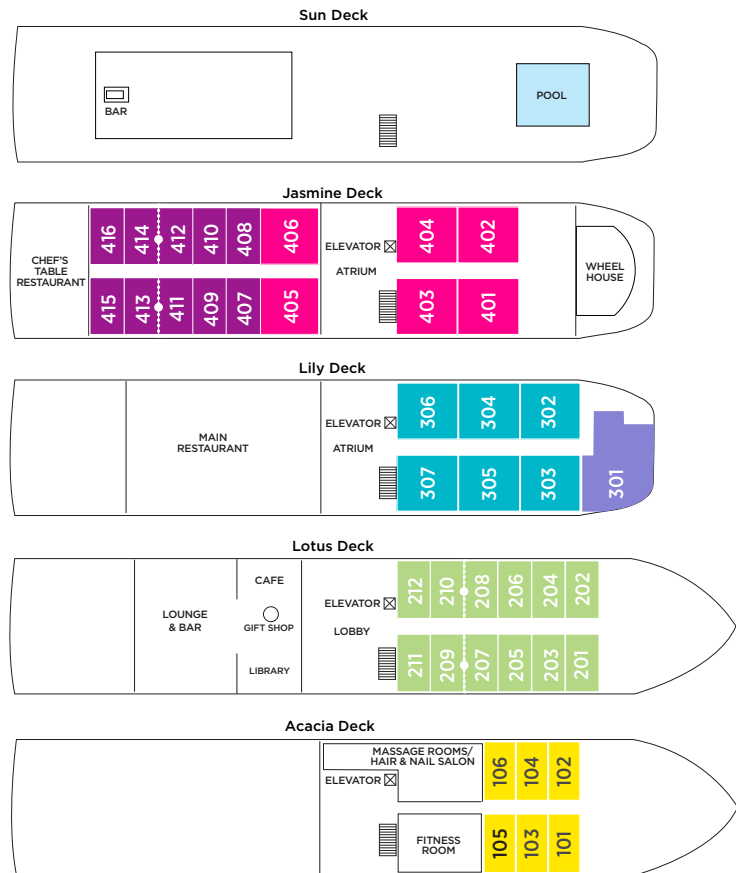 Sun Deck
BAR
POOL
Jasmine Deck
CHEF'S
TABLE
RESTAURANT
416 414 412 410 408 406
ELEVATOR
404 402
ATRIUM
WHEEL
HOUSE
415 413 411 409 407 405
403 401
Lily Deck
MAIN
RESTAURANT
ELEVATOR
306 304 302
ATRIUM
307 305 303 301
Lotus Deck
LOUNGE
& BAR
CAFE
GIFT SHOP
LIBRARY
ELEVATOR
LOBBY
212 210 208 206 204 202
211 209 207 205 203 201
Acacia Deck
MASSAGE ROOMS/
HAIR & NAIL SALON
ELEVATOR
106 104 102
FITNESS
ROOM
105 103 101